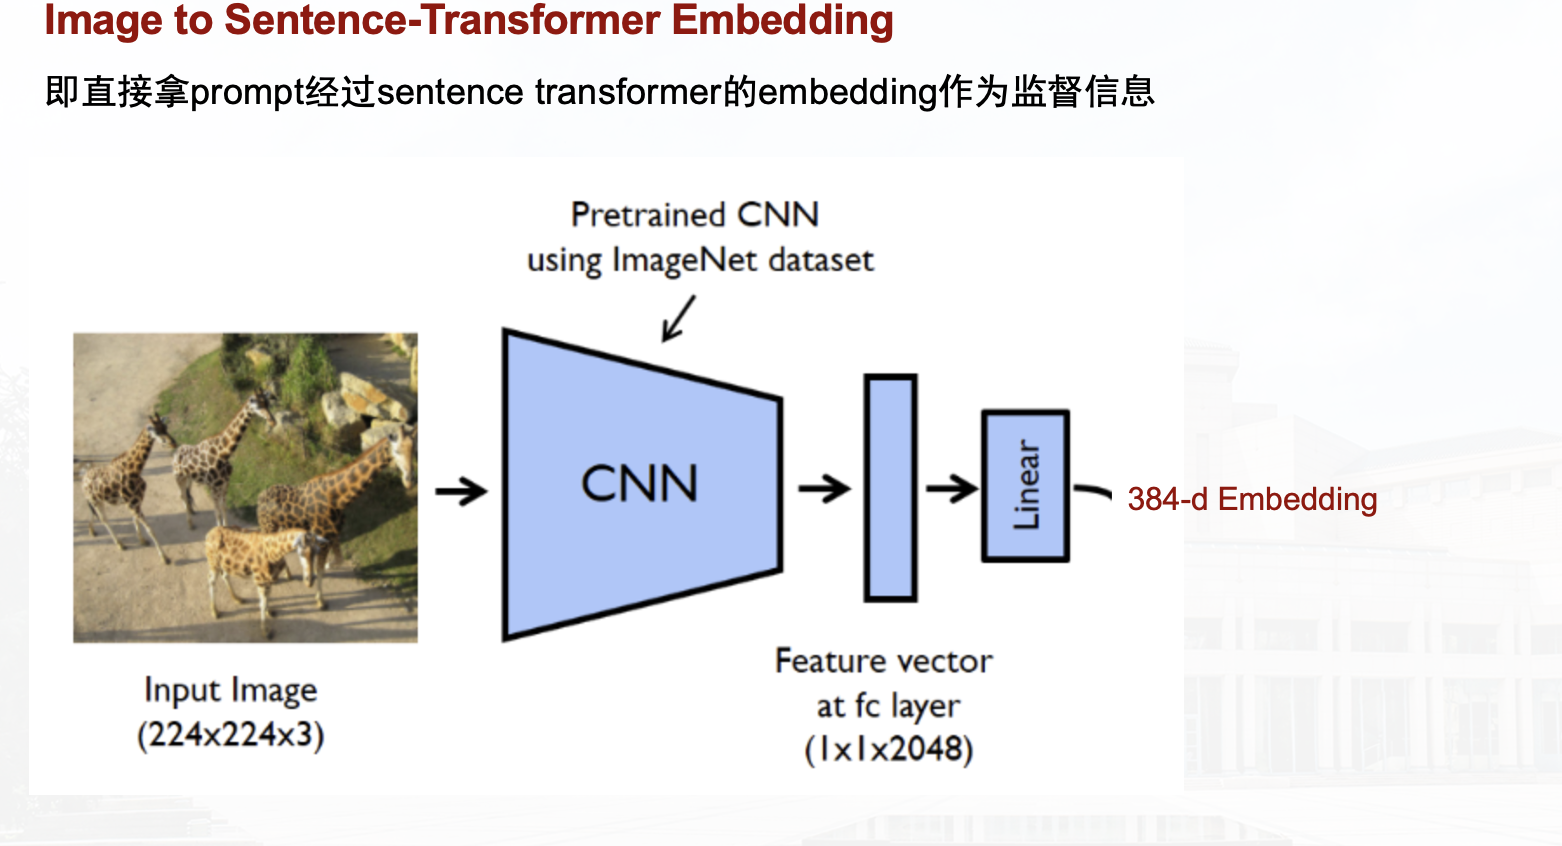 Image to Sentence-Transformer Embedding
即直接拿prompt经过sentence transformer的embedding作为监督信息
Pretrained CNN
using ImageNet dataset
CNN
Linear
384-d Embedding
Input Image
(224x224x3)
Feature vector
at fc layer
(1x1x2048)